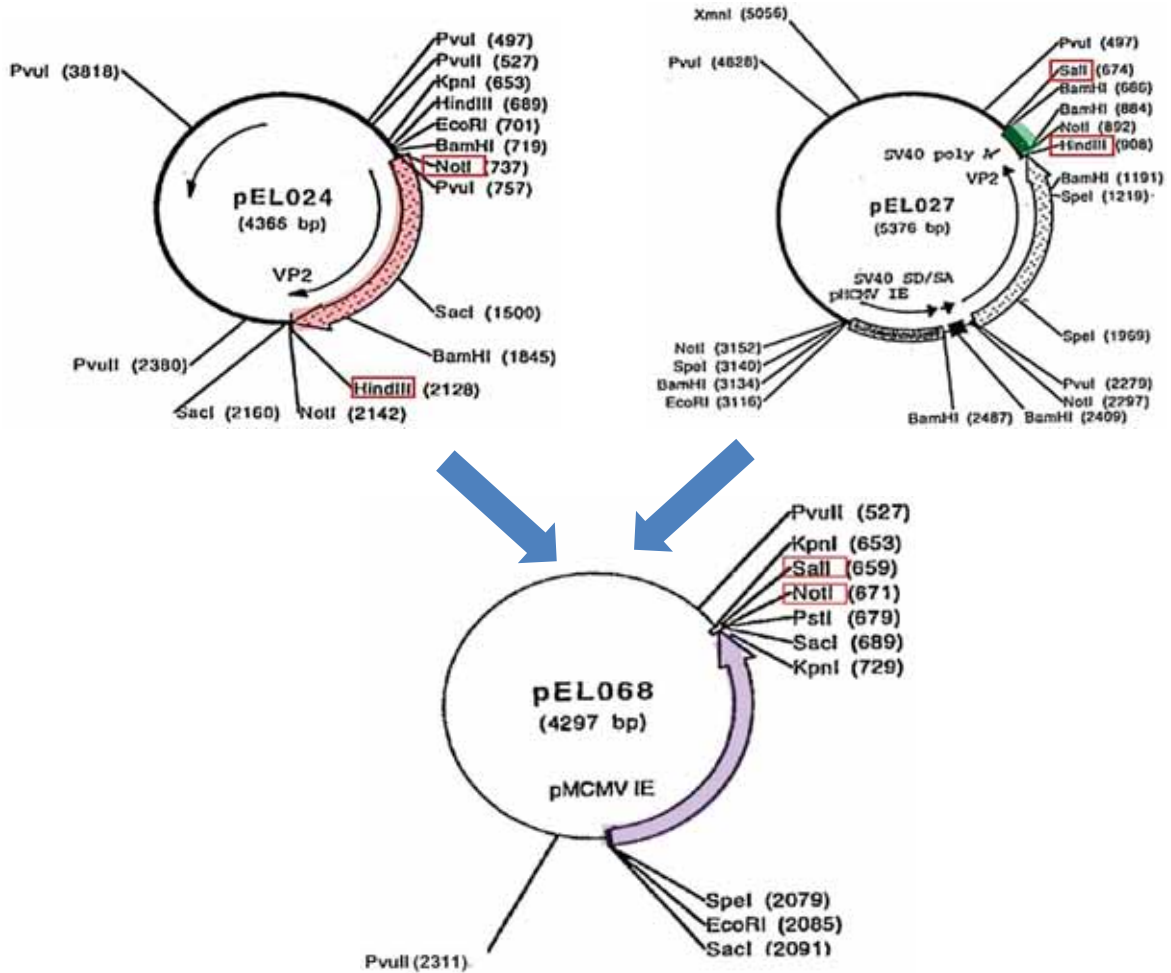 PvuI (497)
PvuII (527)
KpnI (653)
HindIII (689)
EcoRI (701)
BamHI (719)
NotI (737)
PvuI (757)
PvuI (3818)
pEL024
(4366 bp)
VP2
SacI (1500)
BamHI (1845)
HindIII (2128)
NotI (2142)
SacI (2160)
PvuII (2380)
XmnI (5056)
PvuI (4628)
PvuI (497)
SalI (674)
BamHI (686)
BamHI (884)
NotI (892)
HindIII (908)
SV40 poly A
VP2
BamHI (1191)
SpeI (1219)
pEL027
(5376 bp)
SV40 SD/SA
pHCMV IE
SpeI (1969)
NotI (3152)
SpeI (3140)
BamHI (3134)
EcoRI (3116)
PvuI (2279)
NotI (2297)
BamHI (2487)
BamHI (2409)
PvuII (527)
KpnI (653)
SalI (659)
NotI (671)
PstI (679)
SacI (689)
KpnI (729)
pEL068
(4297 bp)
pMCMV IE
SpeI (2079)
EcoRI (2085)
SacI (2091)
PvuII (2311)